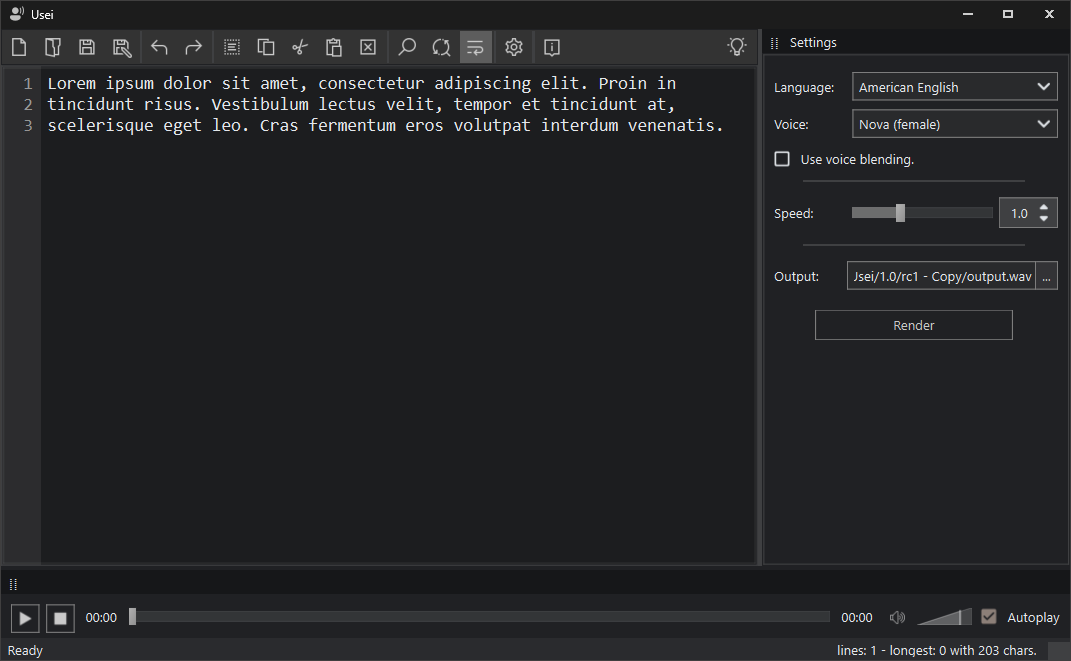 Usei
Settings
1 Lorem ipsum dolor sit amet, consectetur adipiscing elit. Proin in
2 tincidunt risus. Vestibulum lectus velit, tempor et tincidunt at,
3 scelerisque eget leo. Cras fermentum eros volutpat interdum venenatis.
Language: American English
Voice: Nova (female)
Use voice blending.
Speed: 1.0
Output: Jsei/1.0/rc1 - Copy/output.wav ...
Render
00:00 00:00 Autoplay
Ready lines: 1 - longest: 0 with 203 chars.